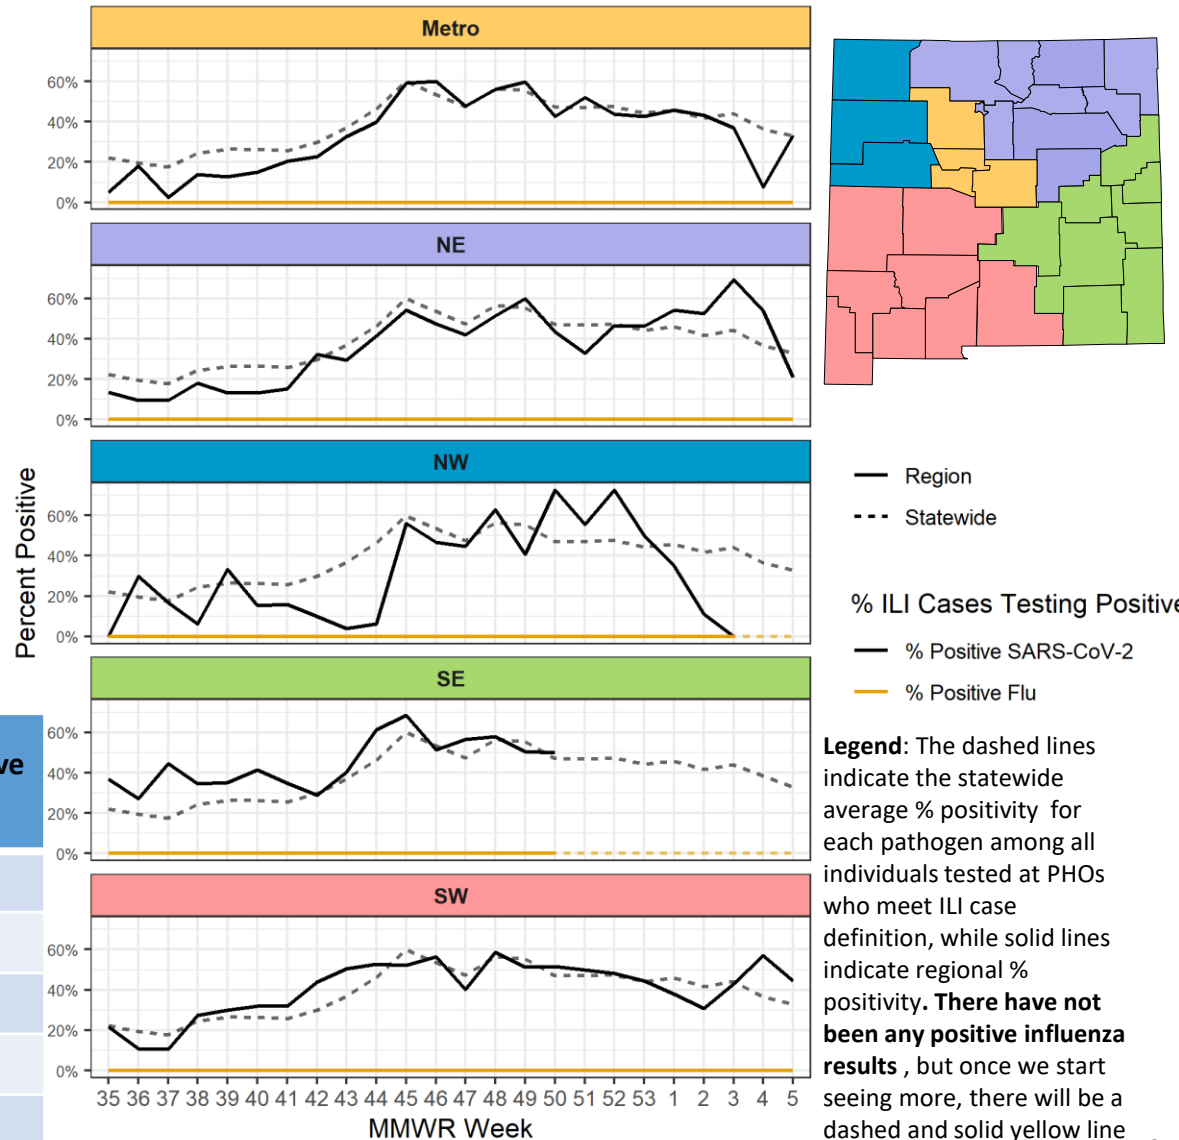 Metro
60%
40%
20%
0%
NE
60%
40%
20%
0%
NW
60%
40%
20%
0%
SE
60%
40%
20%
0%
SW
60%
40%
20%
0%
35 36 37 38 39 40 41 42 43 44 45 46 47 48 49 50 51 52 53 1 2 3 4 5
MMWR Week
Percent Positive
ve
Region
Statewide
% ILI Cases Testing Positive
% Positive SARS-CoV-2
% Positive Flu
Legend: The dashed lines
indicate the statewide
average % positivity for
each pathogen among all
individuals tested at PHOs
who meet ILI case
definition, while solid lines
indicate regional %
positivity. There have not
been any positive influenza
results , but once we start
seeing more, there will be a
dashed and solid yellow line